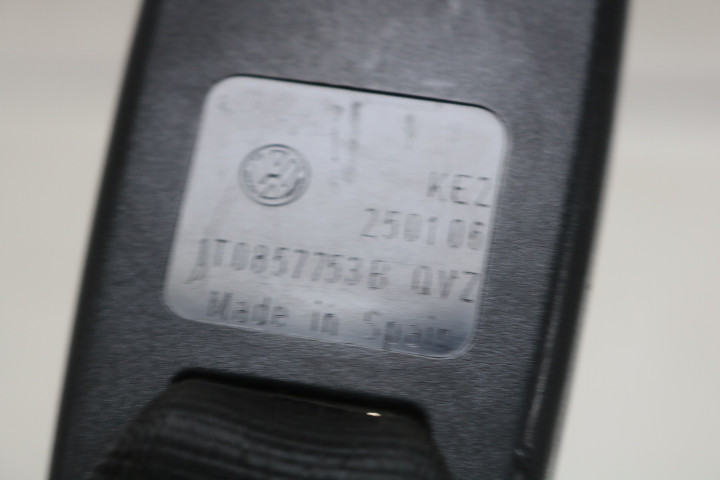 KEZ
250106
1T0857753B QVZ
Made in Spain